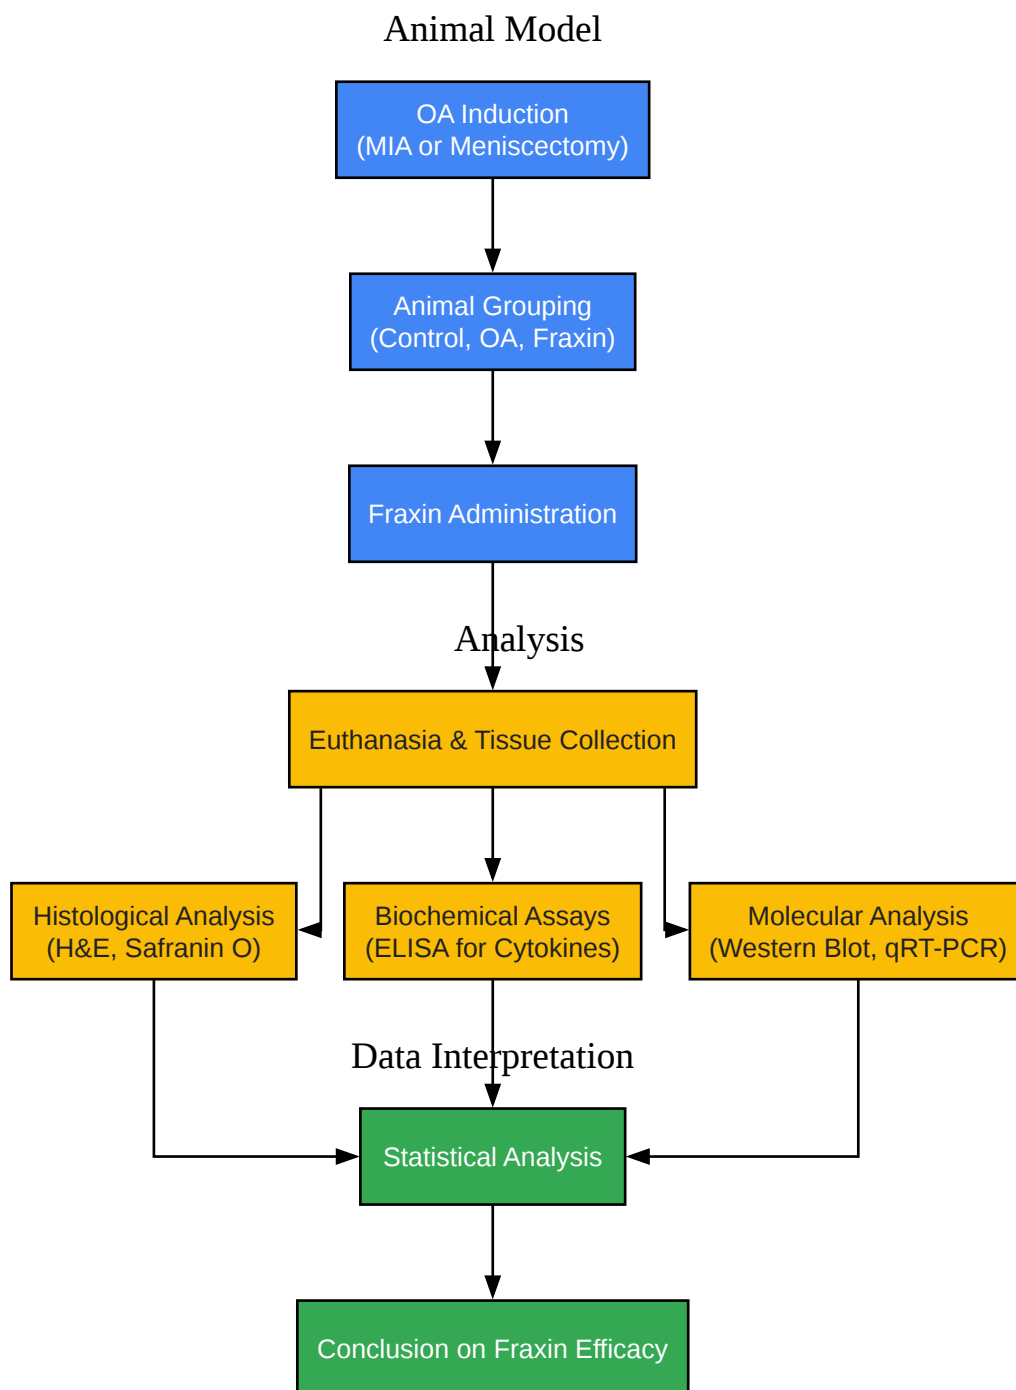 Animal Model
OA Induction
(MIA or Meniscectomy)
Animal Grouping
(Control, OA, Fraxin)
Fraxin Administration
Analysis
Euthanasia & Tissue Collection
Histological Analysis
(H&E, Safranin O)
Biochemical Assays
(ELISA for Cytokines)
Molecular Analysis
(Western Blot, qRT-PCR)
Data Interpretation
Statistical Analysis
Conclusion on Fraxin Efficacy